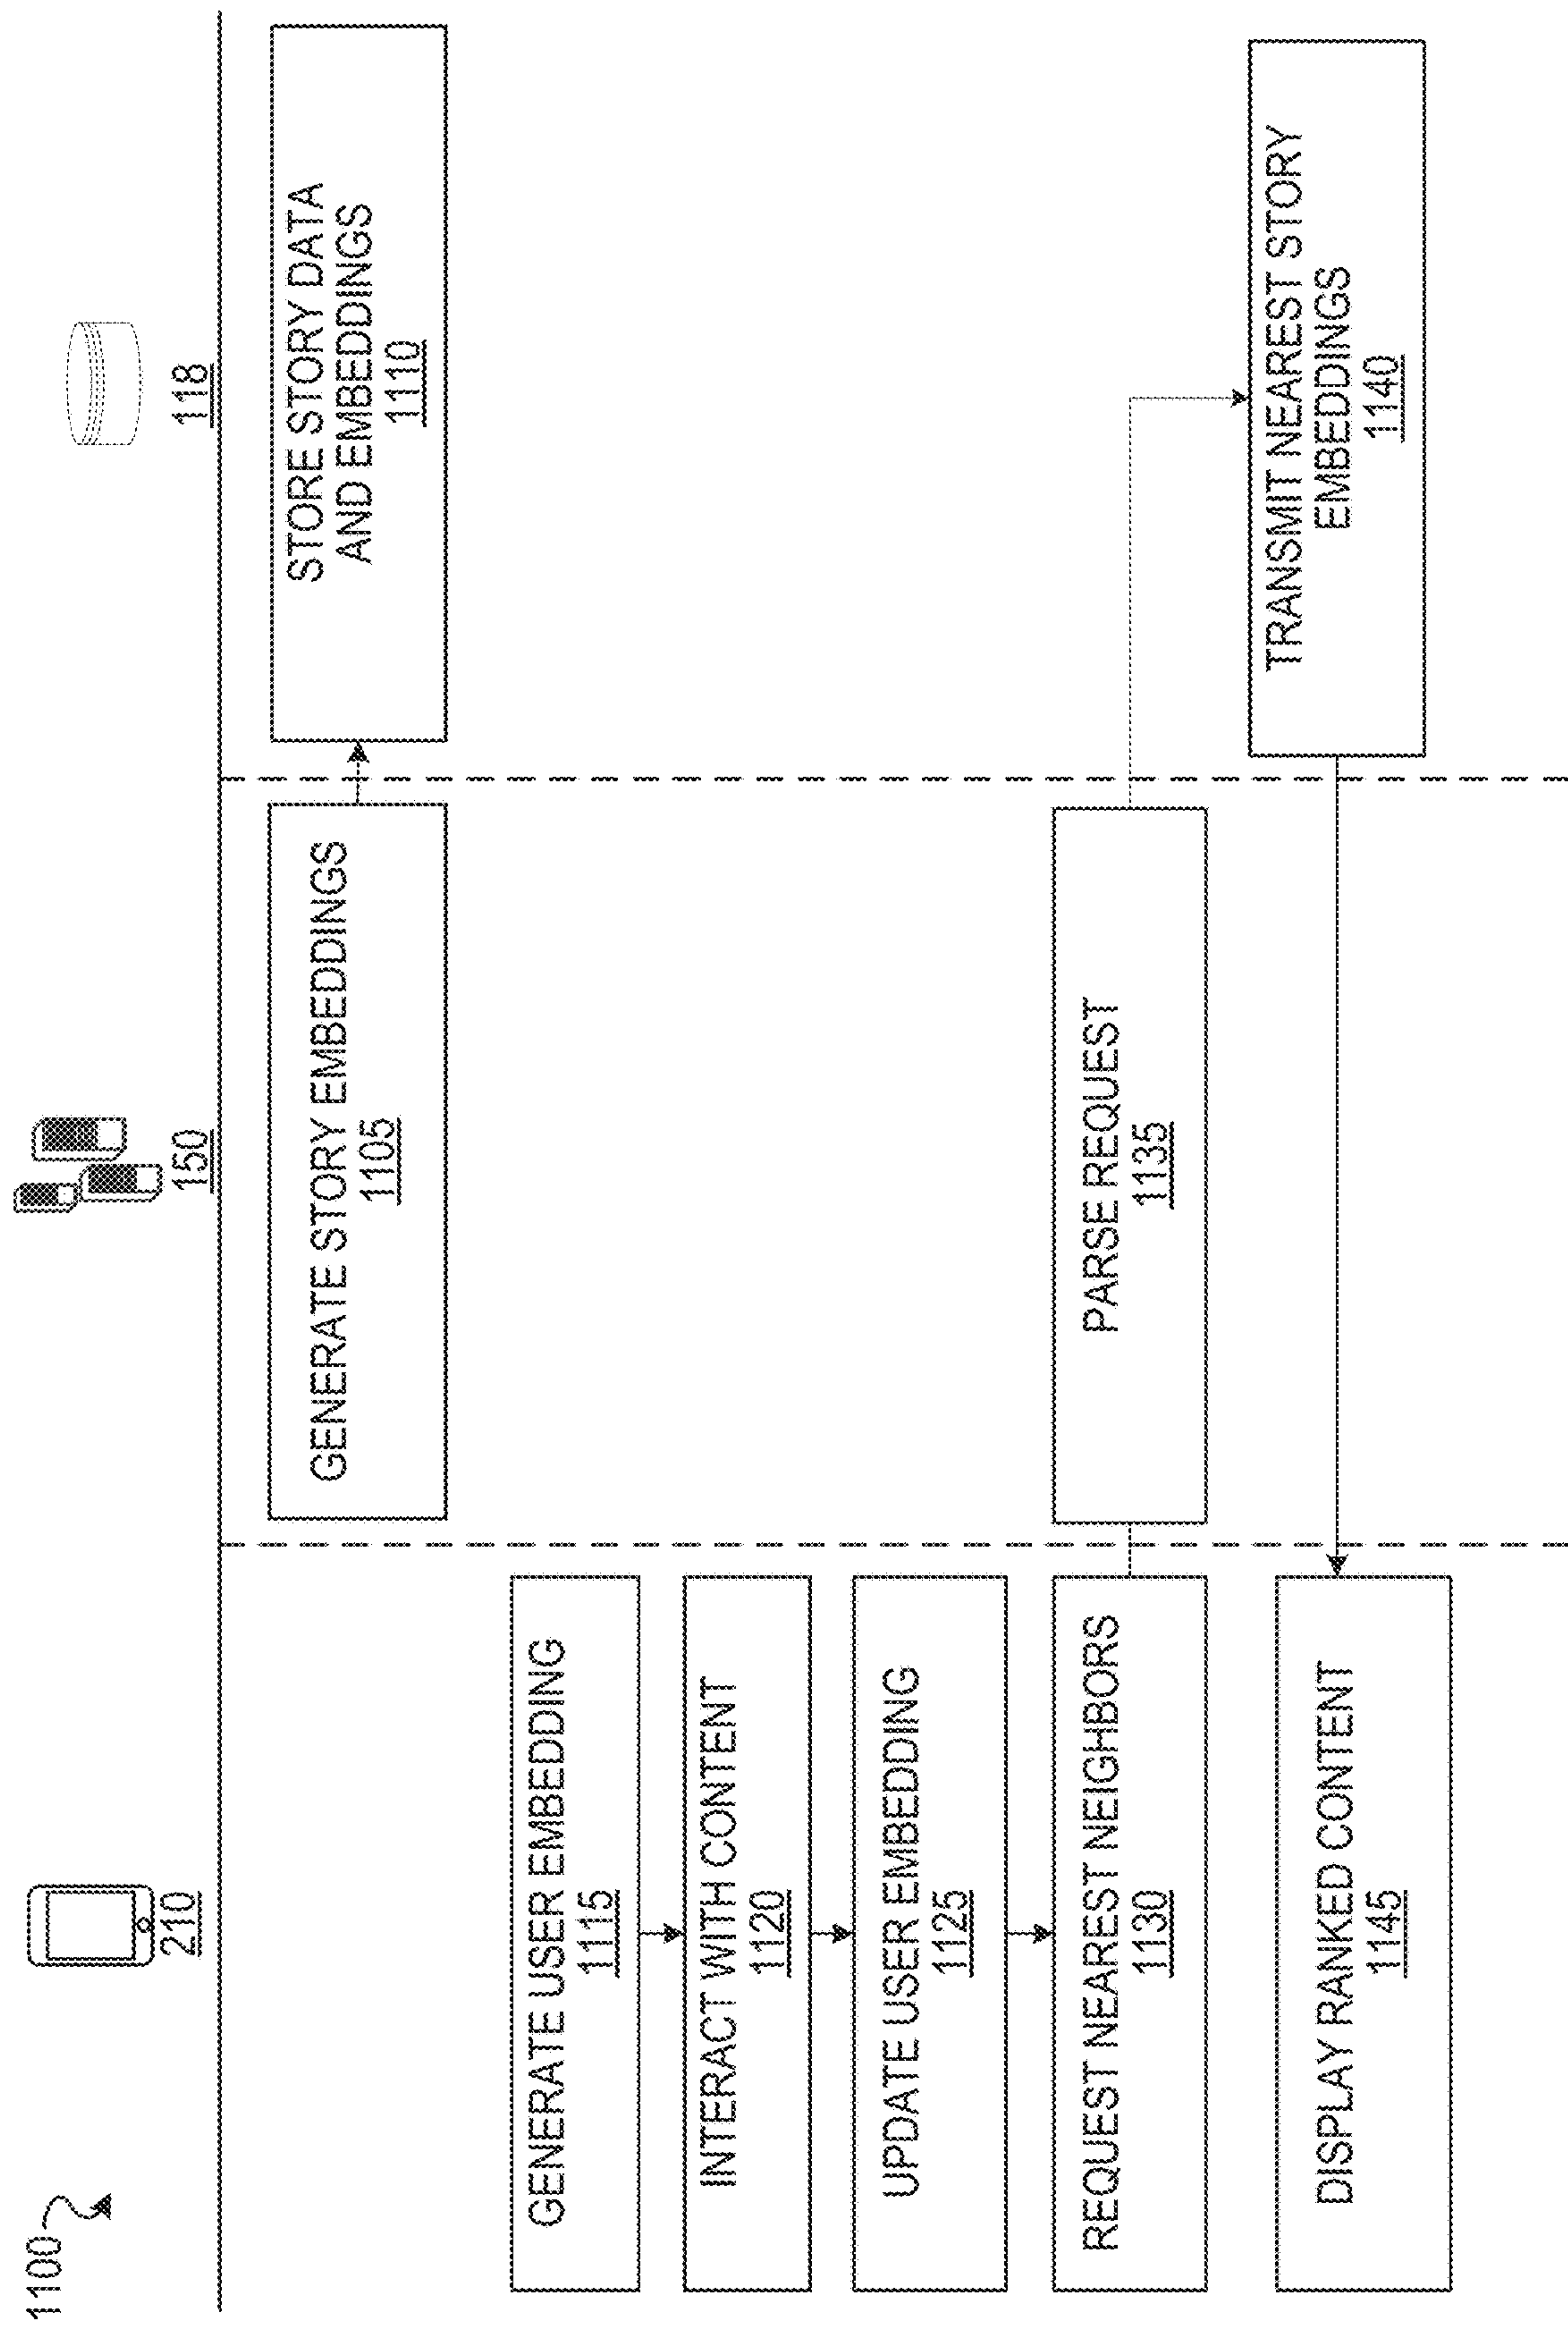 1100
210
150
118
GENERATE STORY EMBEDDINGS
1105
STORE STORY DATA
AND EMBEDDINGS
1110
GENERATE USER EMBEDDING
1115
INTERACT WITH CONTENT
1120
UPDATE USER EMBEDDING
1125
REQUEST NEAREST NEIGHBORS
1130
PARSE REQUEST
1135
TRANSMIT NEAREST STORY
EMBEDDINGS
1140
DISPLAY RANKED CONTENT
1145